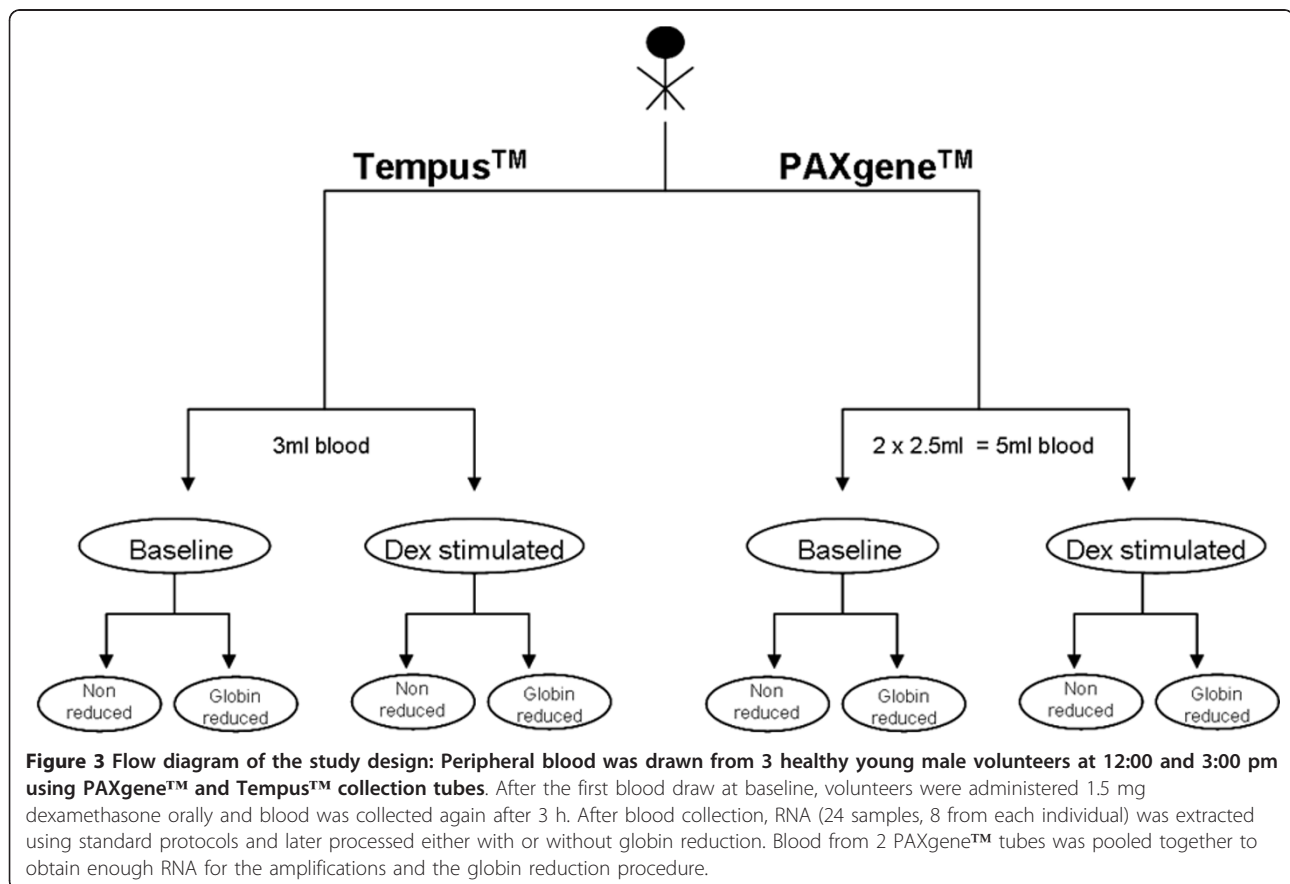 Tempus™
PAXgene™
3ml blood
2 x 2.5ml = 5ml blood
Baseline
Dex stimulated
Baseline
Dex stimulated
Non
reduced
Globin
reduced
Non
reduced
Globin
reduced
Non
reduced
Globin
reduced
Non
reduced
Globin
reduced
Figure 3 Flow diagram of the study design: Peripheral blood was drawn from 3 healthy young male volunteers at 12:00 and 3:00 pm
using PAXgene™ and Tempus™ collection tubes. After the first blood draw at baseline, volunteers were administered 1.5 mg
dexamethasone orally and blood was collected again after 3 h. After blood collection, RNA (24 samples, 8 from each individual) was extracted
using standard protocols and later processed either with or without globin reduction. Blood from 2 PAXgene™ tubes was pooled together to
obtain enough RNA for the amplifications and the globin reduction procedure.